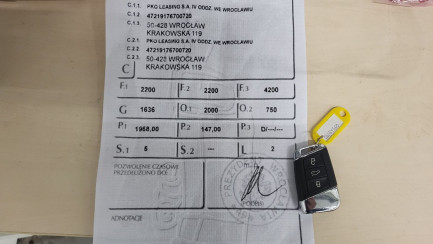 C.1.1. PKO LEASING S.A. IV ODDZ. WE WROCŁAWIU
C.1.2 47219176700720
C.1.3. 50-428 WROCŁAW
KRAKOWSKA 119
C.2.1. PKO LEASING S.A. IV ODDZ. WE WROCŁAWIU
C.2.2. 47219176700720
C.2.3. 50-428 WROCŁAW
KRAKOWSKA 119
C
F.1 2200 F.2 2200 F.3 4200
G 1636 O.1 2000 O.2 750
P.1 1968,00 P.2 147,00 P.3 D/---/---
S.1 5 S.2 --- L 2
POZWOLENIE CZASOWE
PRZEDŁUŻONO DO:
ADNOTACJE